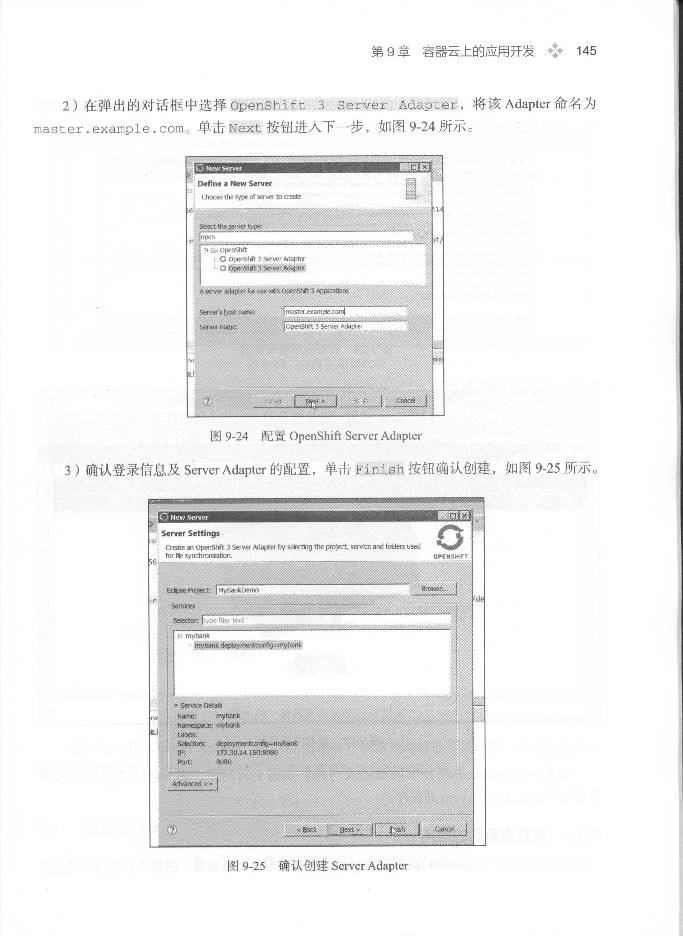 第 9 章 容器云上的应用开发 145
2）在弹出的对话框中选择 OpenShift 3 Server Adapter，将该 Adapter 命名为
master.example.com。单击 Next 按钮进入下一步，如图 9-24 所示。
New Server
Define a New Server
Choose the type of server to create
Select the server type:
open
OpenShift
OpenShift 2 Server Adapter
OpenShift 3 Server Adapter
A server adapter for use with OpenShift 3 Applications
Server's host name: master.example.com
Server name: OpenShift 3 Server Adapter
Next > Cancel
图 9-24 配置 OpenShift Server Adapter
3）确认登录信息及 Server Adapter 的配置，单击 Finish 按钮确认创建，如图 9-25 所示。
New Server
Server Settings
Create an OpenShift 3 Server Adapter by selecting the project, service and folders used
for file synchronization.
OPENSHIFT
Eclipse Project: MyBankDemo Browse...
Services
Selector: type filter text
mybank
mybank deploymentconfig=mybank
Service Details
Name: mybank
Namespace: mybank
Labels:
Selectors: deploymentconfig=mybank
IP: 172.30.14.150:8080
Port: 8080
Advanced >>
< Back Next > Finish Cancel
图 9-25 确认创建 Server Adapter